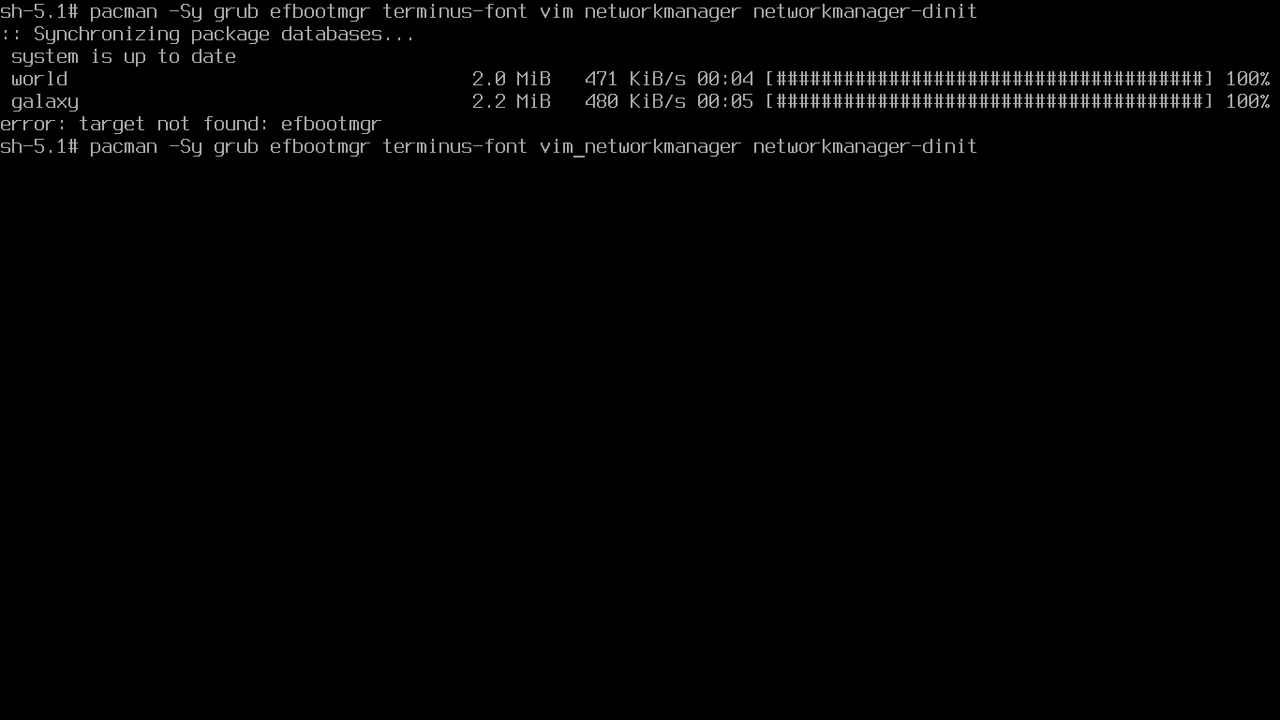 sh-5.1# pacman -Sy grub efbootmgr terminus-font vim networkmanager networkmanager-dinit
:: Synchronizing package databases...
system is up to date
world 2.0 MiB 471 KiB/s 00:04 [######################################] 100%
galaxy 2.2 MiB 480 KiB/s 00:05 [######################################] 100%
error: target not found: efbootmgr
sh-5.1# pacman -Sy grub efbootmgr terminus-font vim networkmanager networkmanager-dinit